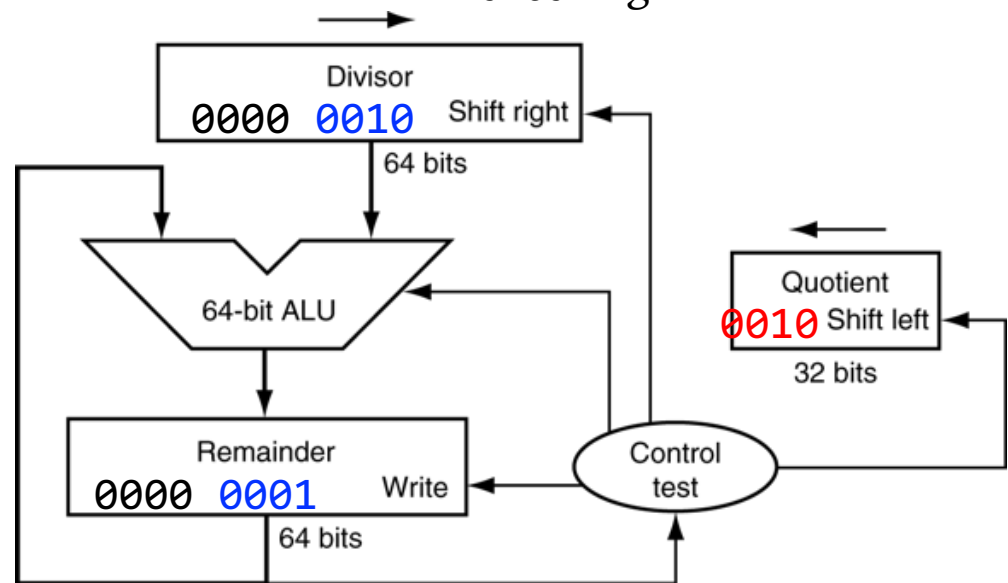 Divisor
0000 0010 Shift right
64 bits
64-bit ALU
Quotient
0010 Shift left
32 bits
Remainder
0000 0001 Write
64 bits
Control
test